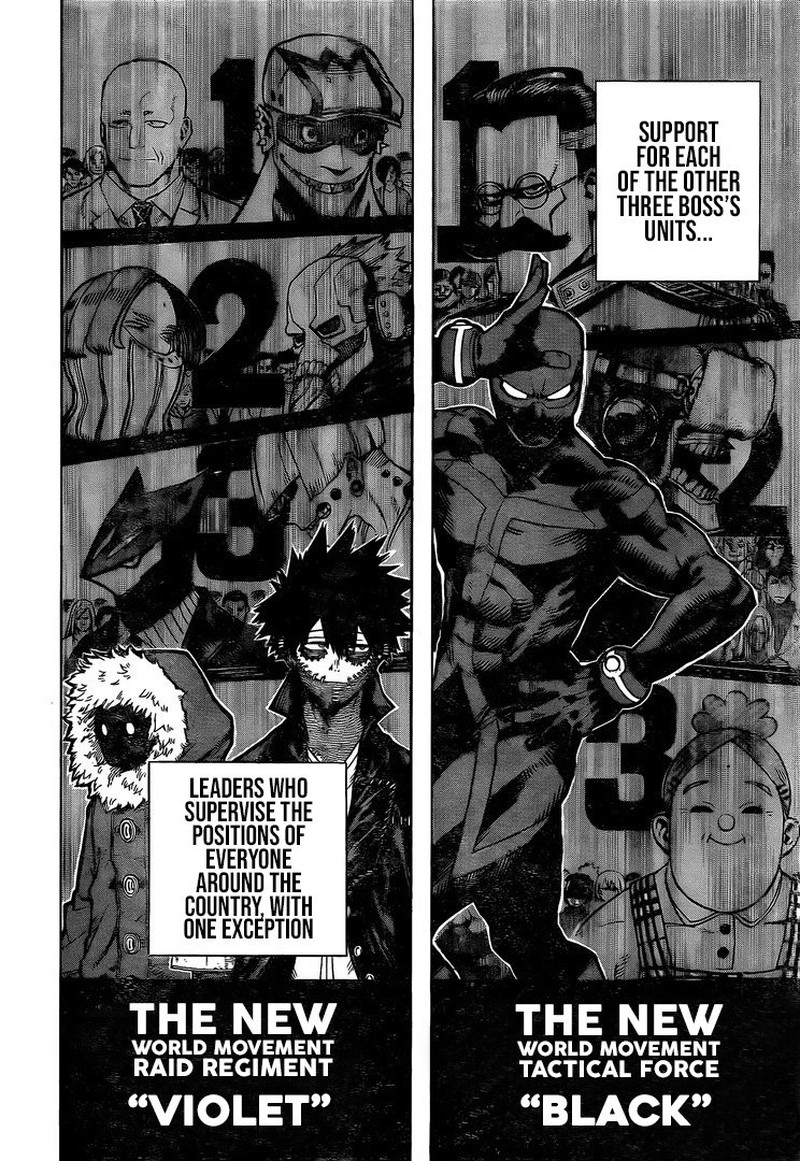 SUPPORT
FOR EACH
OF THE OTHER
THREE BOSS'S
UNITS...
1
2
3
THE NEW
WORLD MOVEMENT
TACTICAL FORCE
"BLACK"
1
2
3
LEADERS WHO
SUPERVISE THE
POSITIONS OF
EVERYONE
AROUND THE
COUNTRY, WITH
ONE EXCEPTION
THE NEW
WORLD MOVEMENT
RAID REGIMENT
"VIOLET"